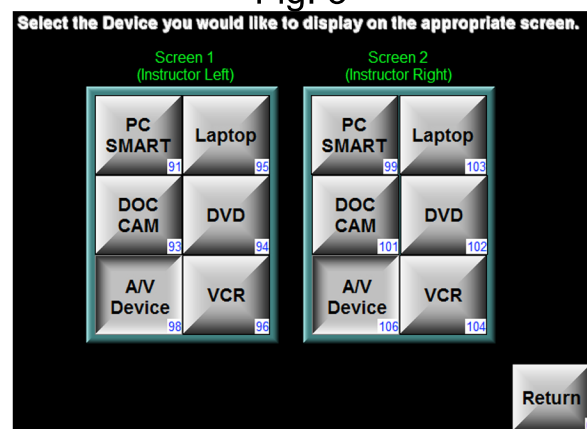 Select the Device you would like to display on the appropriate screen.
Screen 1
(Instructor Left)
PC
SMART
91
Laptop
95
DOC
CAM
93
DVD
94
A/V
Device
98
VCR
96
Screen 2
(Instructor Right)
PC
SMART
99
Laptop
103
DOC
CAM
101
DVD
102
A/V
Device
106
VCR
104
Return